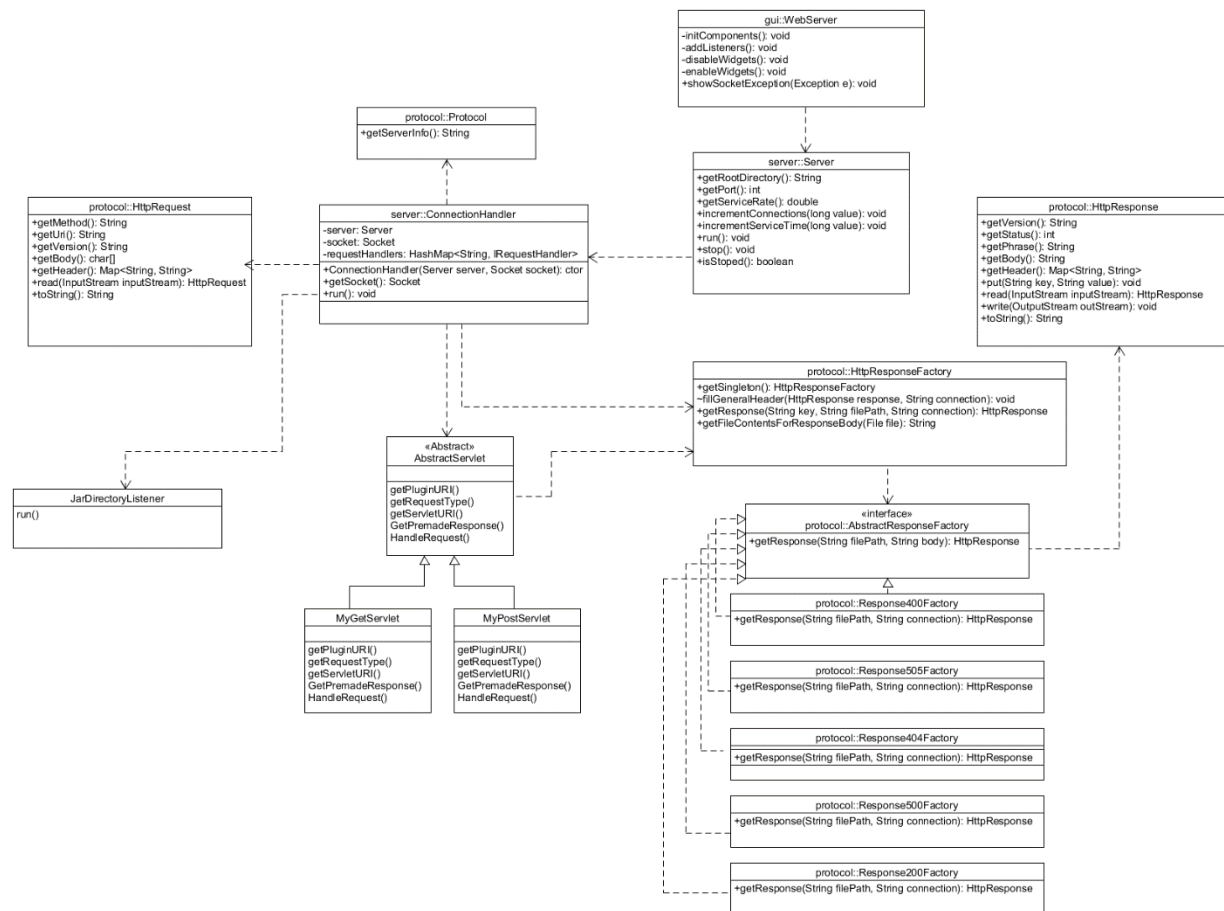 gui::WebServer
-initComponents(): void
-addListeners(): void
-disableWidgets(): void
-enableWidgets(): void
+showSocketException(Exception e): void
protocol::Protocol
+getServerInfo(): String
server::Server
+getRootDirectory(): String
+getPort(): int
+getServiceRate(): double
+incrementConnections(long value): void
+incrementServiceTime(long value): void
+run(): void
+stop(): void
+isStoped(): boolean
protocol::HttpRequest
+getMethod(): String
+getUri(): String
+getVersion(): String
+getBody(): char[]
+getHeader(): Map<String, String>
+read(InputStream inputStream): HttpRequest
+toString(): String
server::ConnectionHandler
-server: Server
-socket: Socket
-requestHandlers: HashMap<String, IRequestHandler>
+ConnectionHandler(Server server, Socket socket): ctor
+getSocket(): Socket
+run(): void
protocol::HttpResponse
+getVersion(): String
+getStatus(): int
+getPhrase(): String
+getBody(): String
+getHeader(): Map<String, String>
+put(String key, String value): void
+read(InputStream inputStream): HttpResponse
+write(OutputStream outStream): void
+toString(): String
protocol::HttpResponseFactory
+getSingleton(): HttpResponseFactory
~fillGeneralHeader(HttpResponse response, String connection): void
+getResponse(String key, String filePath, String connection): HttpResponse
+getFileContentsForResponseBody(File file): String
«Abstract»
AbstractServlet
getPluginURI()
getRequestType()
getServletURI()
GetPremadeResponse()
HandleRequest()
JarDirectoryListener
run()
«interface»
protocol::AbstractResponseFactory
+getResponse(String filePath, String body): HttpResponse
MyGetServlet
getPluginURI()
getRequestType()
getServletURI()
GetPremadeResponse()
HandleRequest()
MyPostServlet
getPluginURI()
getRequestType()
getServletURI()
GetPremadeResponse()
HandleRequest()
protocol::Response400Factory
+getResponse(String filePath, String connection): HttpResponse
protocol::Response505Factory
+getResponse(String filePath, String connection): HttpResponse
protocol::Response404Factory
+getResponse(String filePath, String connection): HttpResponse
protocol::Response500Factory
+getResponse(String filePath, String connection): HttpResponse
protocol::Response200Factory
+getResponse(String filePath, String connection): HttpResponse